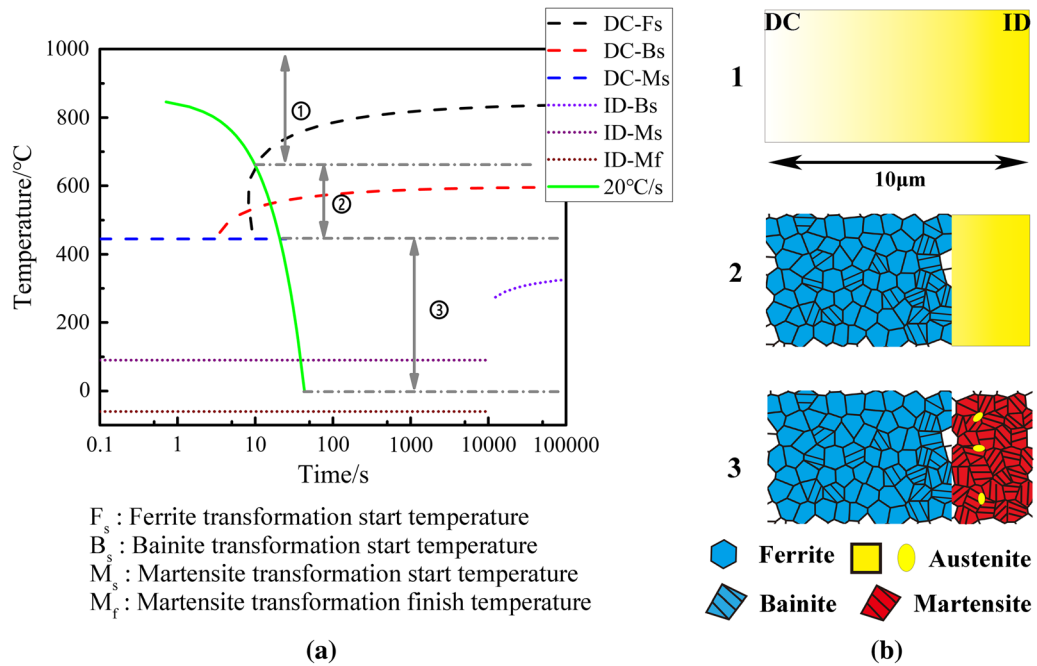 DC-Fs
DC-Bs
DC-Ms
ID-Bs
ID-Ms
ID-Mf
20°C/s
1000
800
600
400
200
0
Temperature/°C
0.1 1 10 100 1000 10000 100000
Time/s
①
②
③
Fs : Ferrite transformation start temperature
Bs : Bainite transformation start temperature
Ms : Martensite transformation start temperature
Mf : Martensite transformation finish temperature
(a)
DC ID
1
10μm
2
3
Ferrite Austenite
Bainite Martensite
(b)